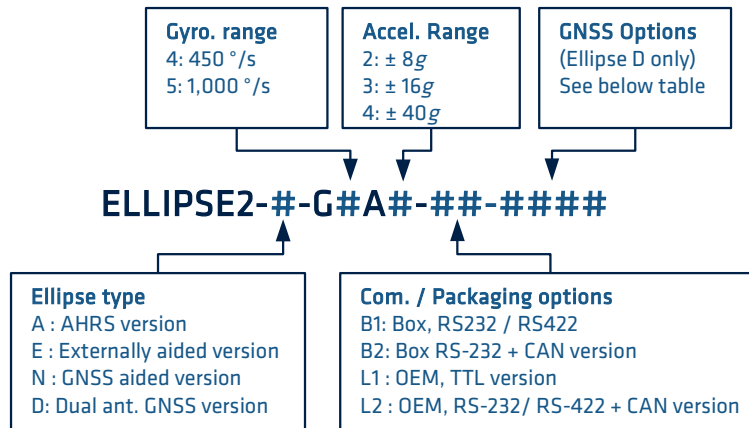 Gyro. range
4: 450 °/s
5: 1,000 °/s
Accel. Range
2: ± 8g
3: ± 16g
4: ± 40g
GNSS Options
(Ellipse D only)
See below table
ELLIPSE2-#-G#A#-##-####
Ellipse type
A : AHRS version
E : Externally aided version
N : GNSS aided version
D: Dual ant. GNSS version
Com. / Packaging options
B1: Box, RS232 / RS422
B2: Box RS-232 + CAN version
L1 : OEM, TTL version
L2 : OEM, RS-232/ RS-422 + CAN version